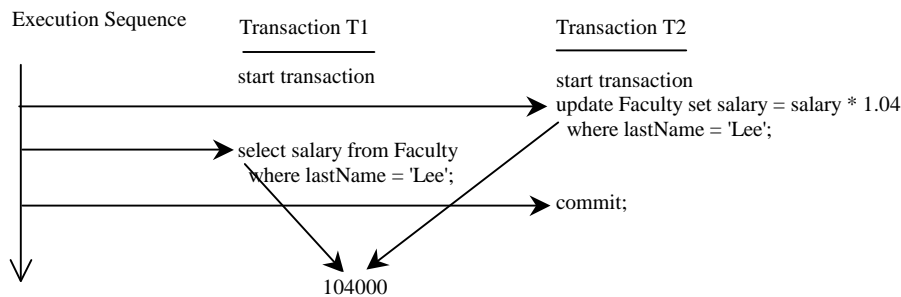 Execution Sequence
Transaction T1
Transaction T2
start transaction
start transaction
update Faculty set salary = salary * 1.04
where lastName = 'Lee';
select salary from Faculty
where lastName = 'Lee';
commit;
104000